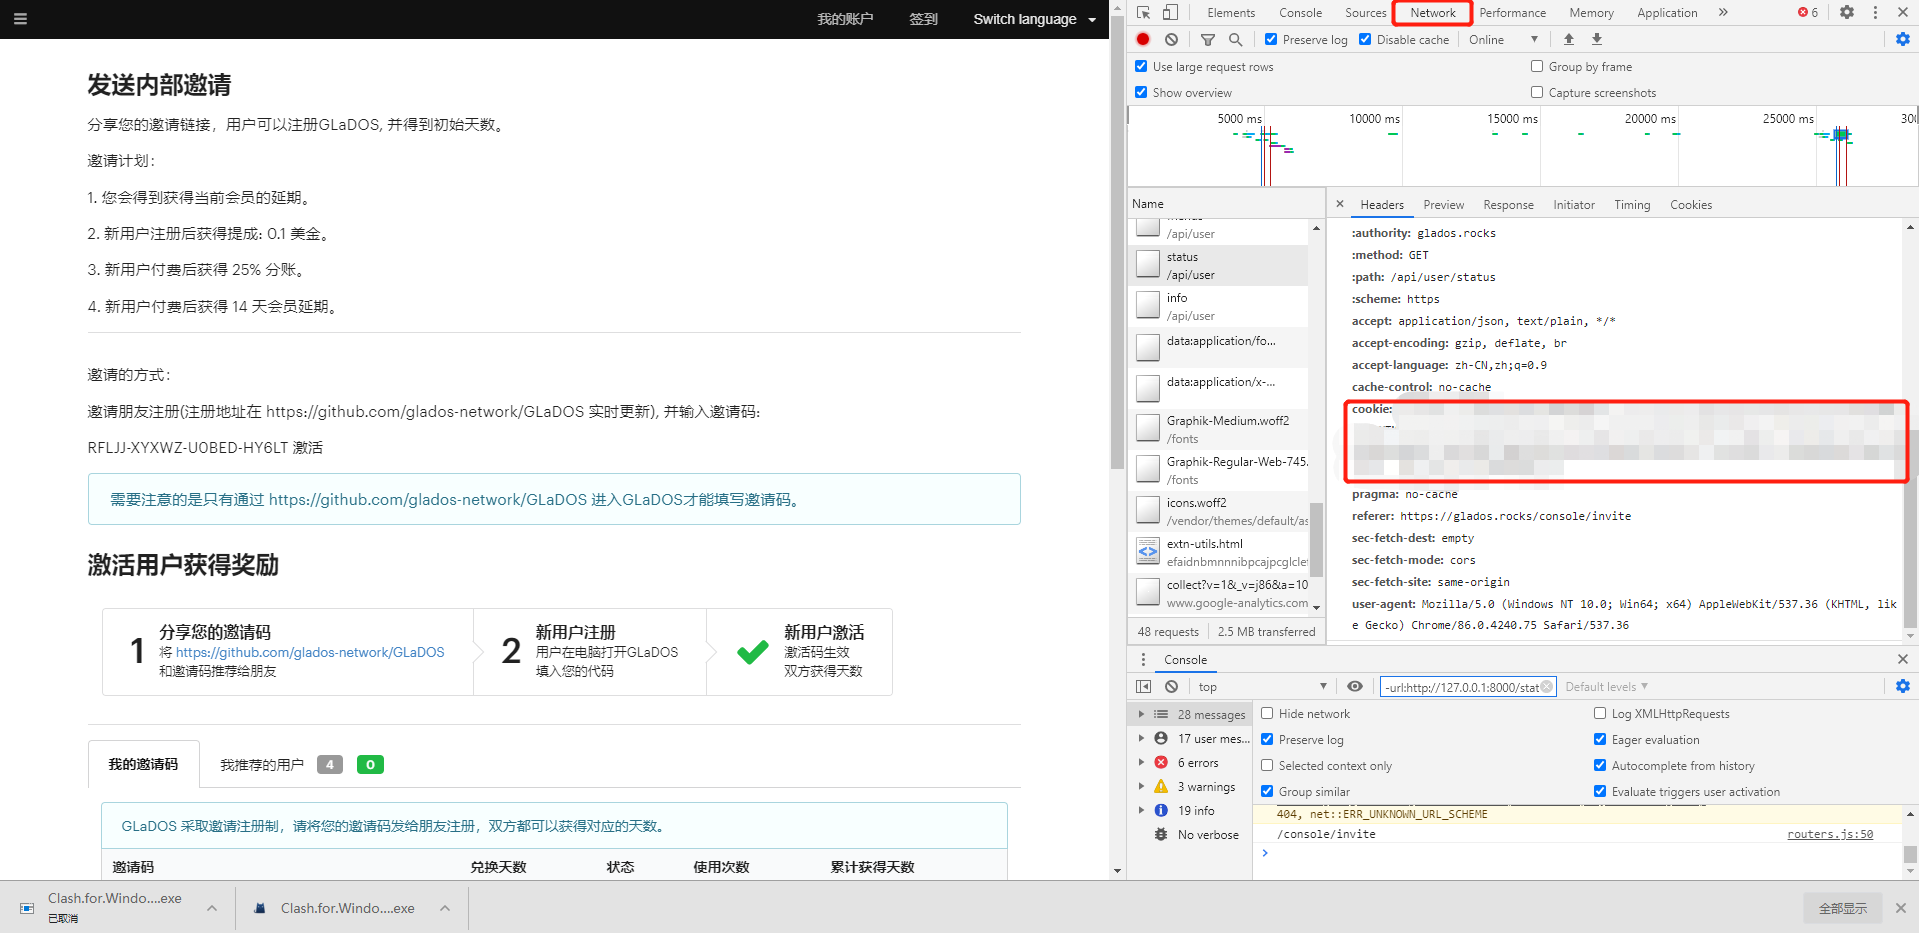 我的账户
签到
Switch language
发送内部邀请
分享您的邀请链接，用户可以注册GLaDOS, 并得到初始天数。
邀请计划：
1. 您会得到获得当前会员的延期。
2. 新用户注册后获得提成: 0.1 美金。
3. 新用户付费后获得 25% 分账。
4. 新用户付费后获得 14 天会员延期。
邀请的方式：
邀请朋友注册(注册地址在 https://github.com/glados-network/GLaDOS 实时更新), 并输入邀请码:
RFLJJ-XYXWZ-U0BED-HY6LT 激活
需要注意的是只有通过 https://github.com/glados-network/GLaDOS 进入GLaDOS才能填写邀请码。
激活用户获得奖励
1
分享您的邀请码
将 https://github.com/glados-network/GLaDOS
和邀请码推荐给朋友
2
新用户注册
用户在电脑打开GLaDOS
填入您的代码
新用户激活
激活码生效
双方获得天数
我的邀请码
我推荐的用户 4 0
GLaDOS 采取邀请注册制，请将您的邀请码发给朋友注册，双方都可以获得对应的天数。
邀请码 兑换天数 状态 使用次数 累计获得天数
Clash.for.Windo....exe
已取消
Clash.for.Windo....exe
全部显示
Elements Console Sources Network Performance Memory Application » 6
Preserve log Disable cache Online
Use large request rows Group by frame
Show overview Capture screenshots
5000 ms 10000 ms 15000 ms 20000 ms 25000 ms 300
Name
/api/user
status
/api/user
info
/api/user
data:application/fo...
data:application/x-...
Graphik-Medium.woff2
/fonts
Graphik-Regular-Web-745.
/fonts
icons.woff2
/vendor/themes/default/as
extn-utils.html
efaidnbmnnnibpcajpcglclef
collect?v=1&_v=j86&a=10
www.google-analytics.com
48 requests 2.5 MB transferred
Headers Preview Response Initiator Timing Cookies
:authority: glados.rocks
:method: GET
:path: /api/user/status
:scheme: https
accept: application/json, text/plain, */*
accept-encoding: gzip, deflate, br
accept-language: zh-CN,zh;q=0.9
cache-control: no-cache
cookie:
pragma: no-cache
referer: https://glados.rocks/console/invite
sec-fetch-dest: empty
sec-fetch-mode: cors
sec-fetch-site: same-origin
user-agent: Mozilla/5.0 (Windows NT 10.0; Win64; x64) AppleWebKit/537.36 (KHTML, lik
e Gecko) Chrome/86.0.4240.75 Safari/537.36
Console
top -url:http://127.0.0.1:8000/stat Default levels
28 messages
17 user mes...
6 errors
3 warnings
19 info
No verbose
Hide network Log XMLHttpRequests
Preserve log Eager evaluation
Selected context only Autocomplete from history
Group similar Evaluate triggers user activation
404, net::ERR_UNKNOWN_URL_SCHEME
/console/invite routers.js:50